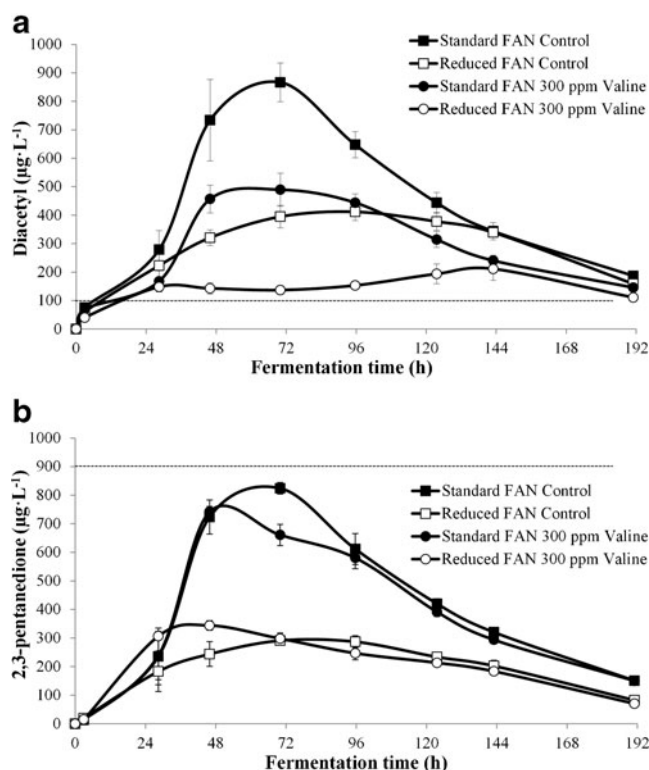 a
1000
900
800
700
600
500
400
300
200
100
0
Diacetyl (µg·L⁻¹)
Standard FAN Control
Reduced FAN Control
Standard FAN 300 ppm Valine
Reduced FAN 300 ppm Valine
0 24 48 72 96 120 144 168 192
Fermentation time (h)
b
1000
900
800
700
600
500
400
300
200
100
0
2,3-pentanedione (µg·L⁻¹)
Standard FAN Control
Reduced FAN Control
Standard FAN 300 ppm Valine
Reduced FAN 300 ppm Valine
0 24 48 72 96 120 144 168 192
Fermentation time (h)